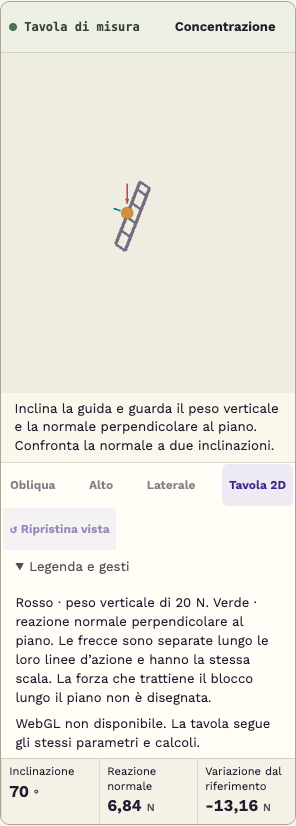 Tavola di misura
Concentrazione
Inclina la guida e guarda il peso verticale
e la normale perpendicolare al piano.
Confronta la normale a due inclinazioni.
Obliqua
Alto
Laterale
Tavola 2D
↺ Ripristina vista
▼ Legenda e gesti
Rosso · peso verticale di 20 N. Verde ·
reazione normale perpendicolare al
piano. Le frecce sono separate lungo le
loro linee d’azione e hanno la stessa
scala. La forza che trattiene il blocco
lungo il piano non è disegnata.
WebGL non disponibile. La tavola segue
gli stessi parametri e calcoli.
Inclinazione
70 °
Reazione
normale
6,84 N
Variazione dal
riferimento
-13,16 N